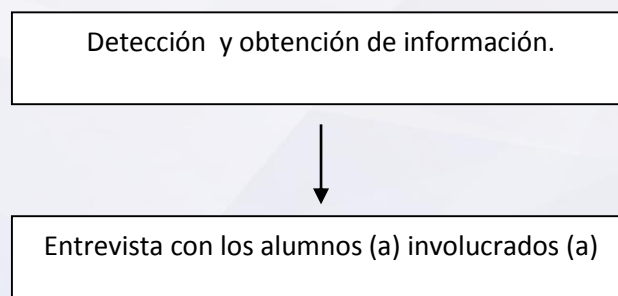 Detección  y obtención de información.
Entrevista con los alumnos (a) involucrados (a)